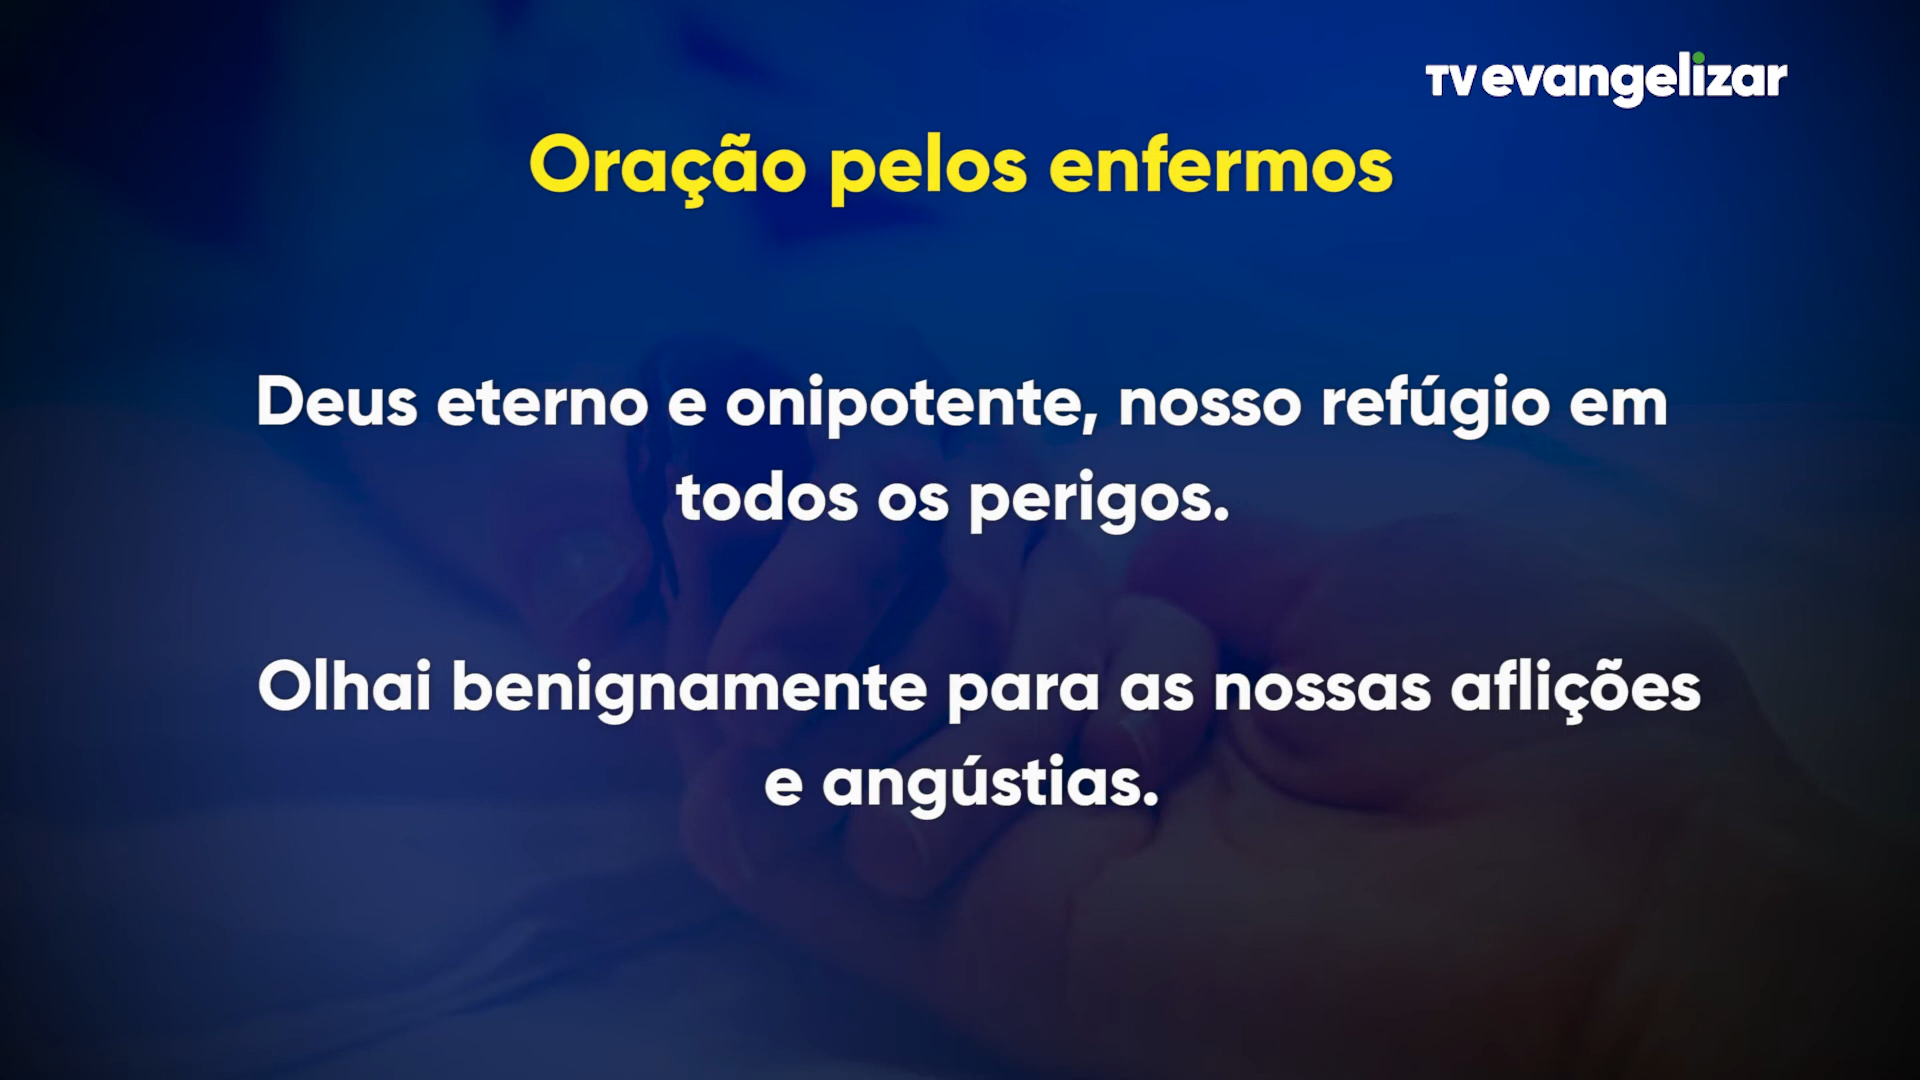 TV evangelizar
Oração pelos enfermos
Deus eterno e onipotente, nosso refúgio em
todos os perigos.
Olhai benignamente para as nossas aflições
e angústias.